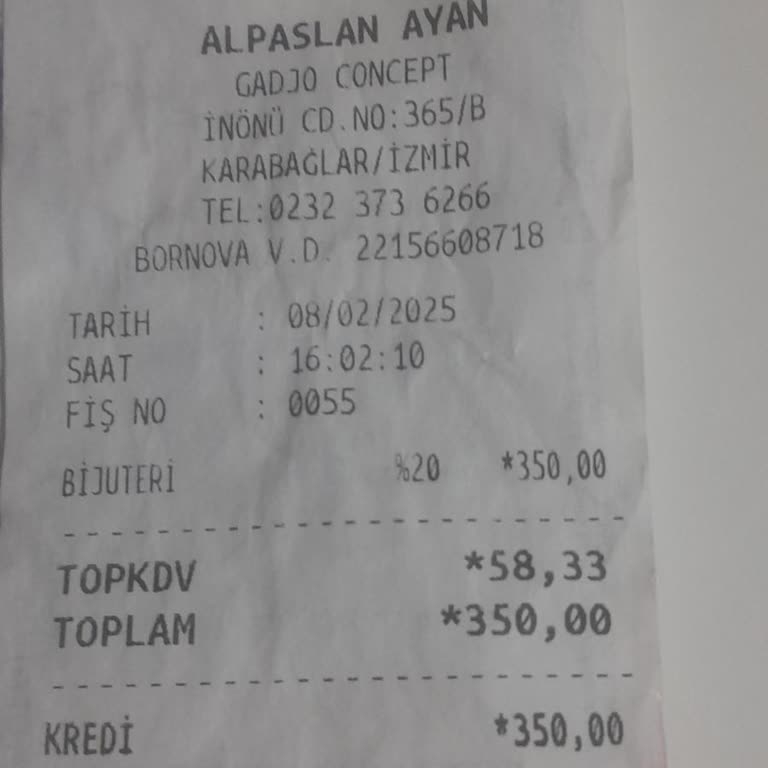 ALPASLAN AYAN
GADJO CONCEPT
İNÖNÜ CD.NO:365/B
KARABAĞLAR/İZMİR
TEL:0232 373 6266
BORNOVA V.D. 22156608718
TARİH : 08/02/2025
SAAT : 16:02:10
FİŞ NO : 0055
BİJUTERİ %20 *350,00
TOPKDV *58,33
TOPLAM *350,00
KREDİ *350,00